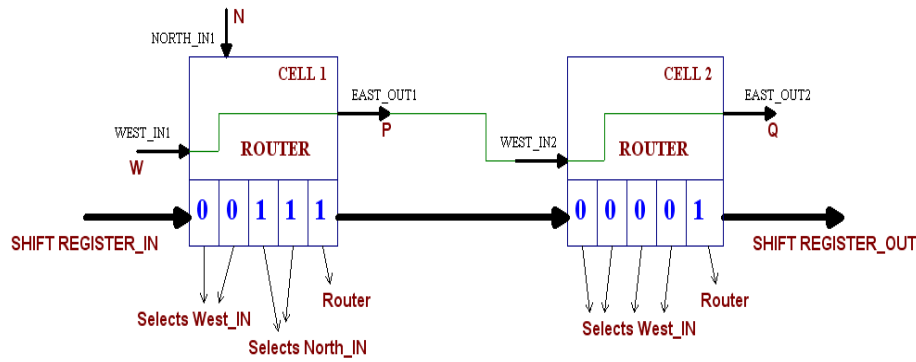 N
NORTH_IN1
CELL 1
CELL 2
EAST_OUT1
EAST_OUT2
P
Q
WEST_IN1
WEST_IN2
W
ROUTER
ROUTER
0 0 1 1 1
0 0 0 0 1
SHIFT REGISTER_IN
SHIFT REGISTER_OUT
Router
Router
Selects West_IN
Selects West_IN
Selects North_IN